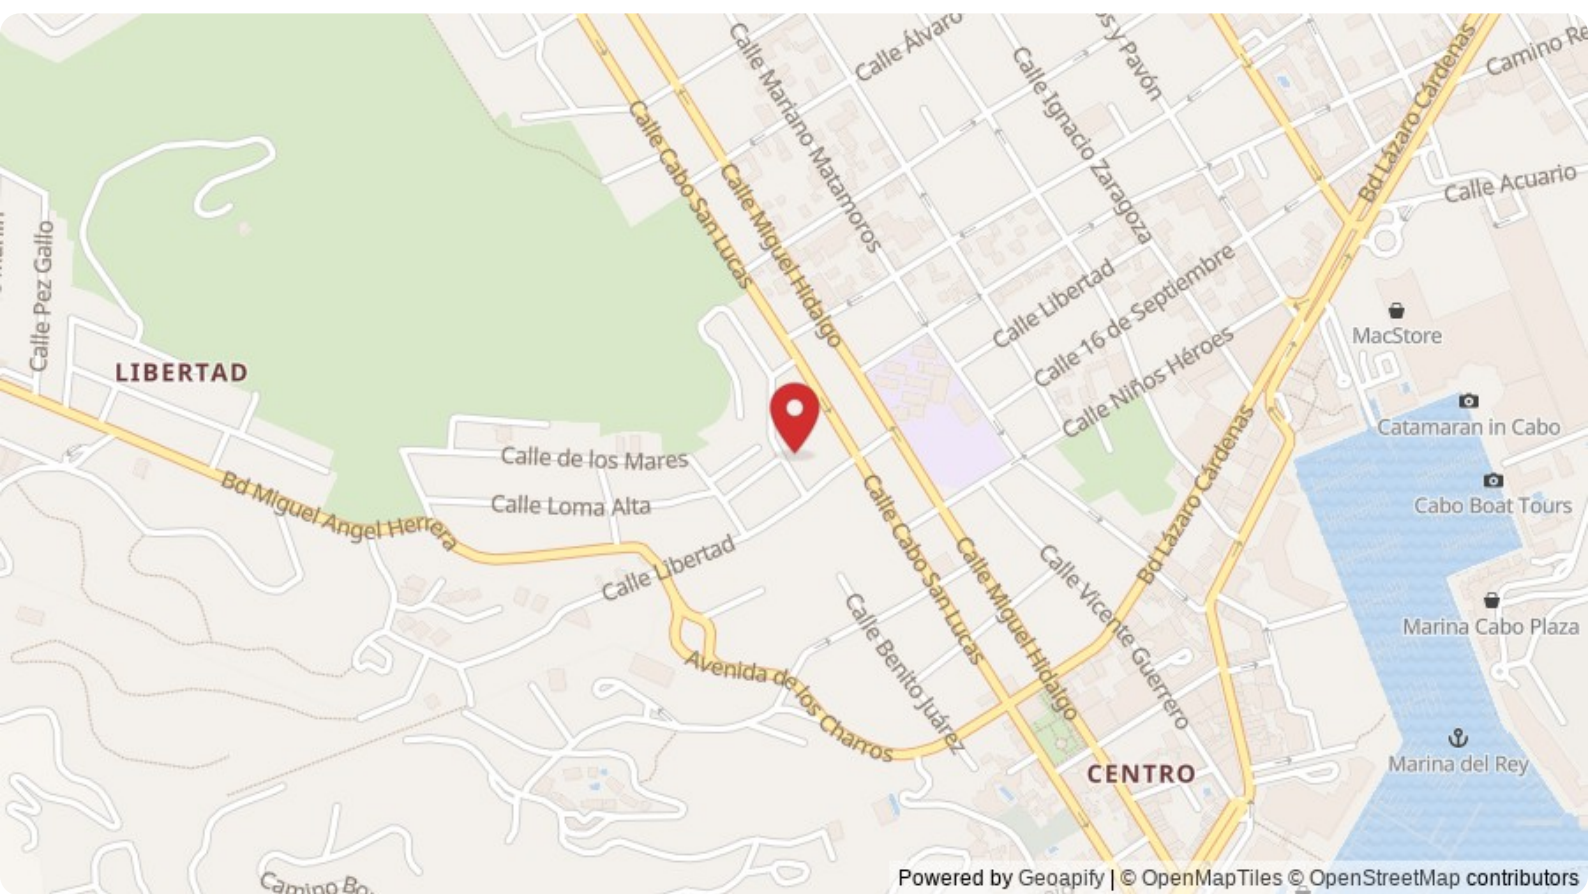 Calle Álvaro
os y Pavón
Camino Re
Calle Mariano Matamoros
Calle Ignacio Zaragoza
Bd Lázaro Cárdenas
Calle Cabo San Lucas
Calle Miguel Hidalgo
Calle Acuario
Calle Pez Gallo
Calle Libertad
Calle 16 de Septiembre
Calle Niños Héroes
MacStore
LIBERTAD
Catamaran in Cabo
Calle de los Mares
Calle Loma Alta
Bd Miguel Angel Herrera
Cabo Boat Tours
Calle Cabo San Lucas
Bd Lázaro Cárdenas
Calle Libertad
Calle Miguel Hidalgo
Calle Vicente Guerrero
Calle Benito Juárez
Marina Cabo Plaza
Avenida de los Charros
Marina del Rey
CENTRO
Camino Bo
Powered by Geoapify | © OpenMapTiles © OpenStreetMap contributors